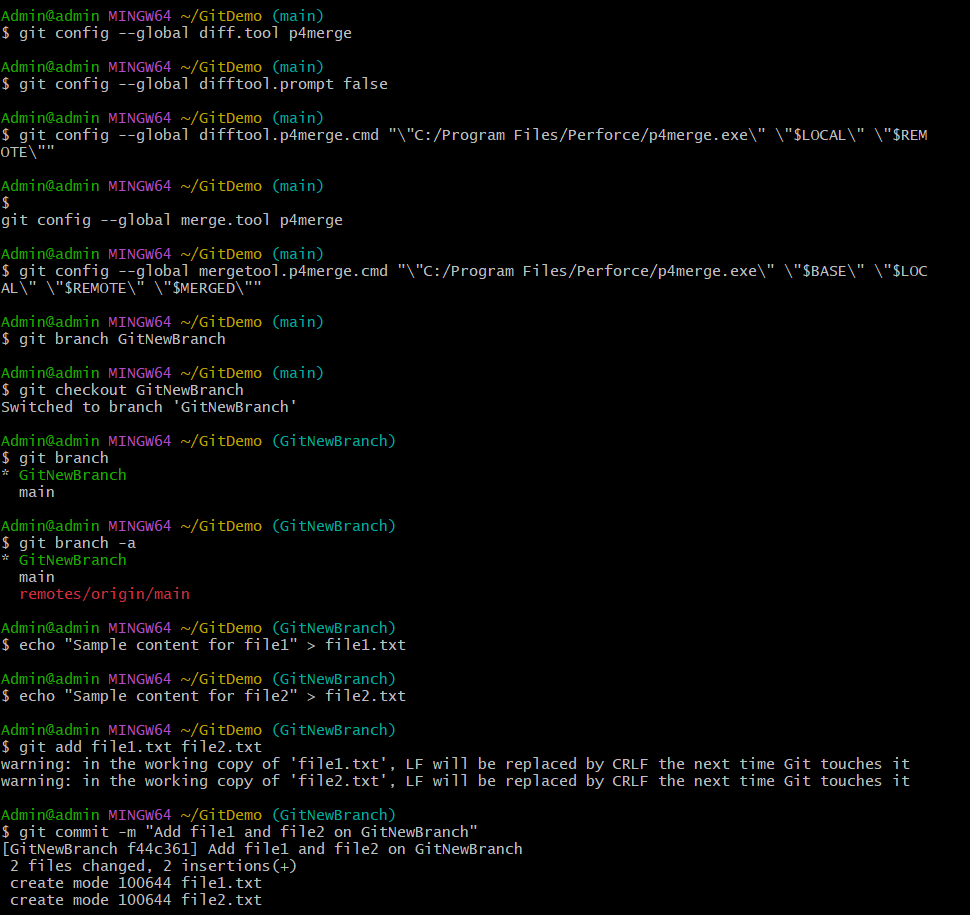 Admin@admin MINGW64 ~/GitDemo (main)
$ git config --global diff.tool p4merge
Admin@admin MINGW64 ~/GitDemo (main)
$ git config --global difftool.prompt false
Admin@admin MINGW64 ~/GitDemo (main)
$ git config --global difftool.p4merge.cmd "\"C:/Program Files/Perforce/p4merge.exe\" \"$LOCAL\" \"$REM
OTE\""
Admin@admin MINGW64 ~/GitDemo (main)
$
git config --global merge.tool p4merge
Admin@admin MINGW64 ~/GitDemo (main)
$ git config --global mergetool.p4merge.cmd "\"C:/Program Files/Perforce/p4merge.exe\" \"$BASE\" \"$LOC
AL\" \"$REMOTE\" \"$MERGED\""
Admin@admin MINGW64 ~/GitDemo (main)
$ git branch GitNewBranch
Admin@admin MINGW64 ~/GitDemo (main)
$ git checkout GitNewBranch
Switched to branch 'GitNewBranch'
Admin@admin MINGW64 ~/GitDemo (GitNewBranch)
$ git branch
* GitNewBranch
main
Admin@admin MINGW64 ~/GitDemo (GitNewBranch)
$ git branch -a
* GitNewBranch
main
remotes/origin/main
Admin@admin MINGW64 ~/GitDemo (GitNewBranch)
$ echo "Sample content for file1" > file1.txt
Admin@admin MINGW64 ~/GitDemo (GitNewBranch)
$ echo "Sample content for file2" > file2.txt
Admin@admin MINGW64 ~/GitDemo (GitNewBranch)
$ git add file1.txt file2.txt
warning: in the working copy of 'file1.txt', LF will be replaced by CRLF the next time Git touches it
warning: in the working copy of 'file2.txt', LF will be replaced by CRLF the next time Git touches it
Admin@admin MINGW64 ~/GitDemo (GitNewBranch)
$ git commit -m "Add file1 and file2 on GitNewBranch"
[GitNewBranch f44c361] Add file1 and file2 on GitNewBranch
2 files changed, 2 insertions(+)
create mode 100644 file1.txt
create mode 100644 file2.txt